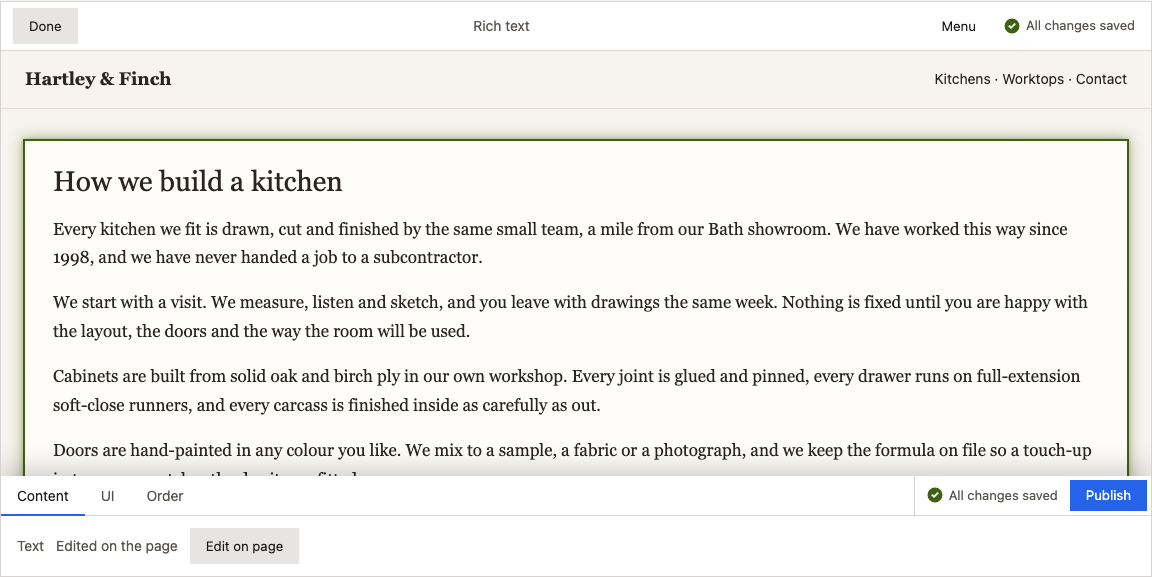 Done
Rich text
Menu
All changes saved
Hartley & Finch
Kitchens · Worktops · Contact
How we build a kitchen
Every kitchen we fit is drawn, cut and finished by the same small team, a mile from our Bath showroom. We have worked this way since
1998, and we have never handed a job to a subcontractor.
We start with a visit. We measure, listen and sketch, and you leave with drawings the same week. Nothing is fixed until you are happy with
the layout, the doors and the way the room will be used.
Cabinets are built from solid oak and birch ply in our own workshop. Every joint is glued and pinned, every drawer runs on full-extension
soft-close runners, and every carcass is finished inside as carefully as out.
Doors are hand-painted in any colour you like. We mix to a sample, a fabric or a photograph, and we keep the formula on file so a touch-up
Content
UI
Order
All changes saved
Publish
Text
Edited on the page
Edit on page